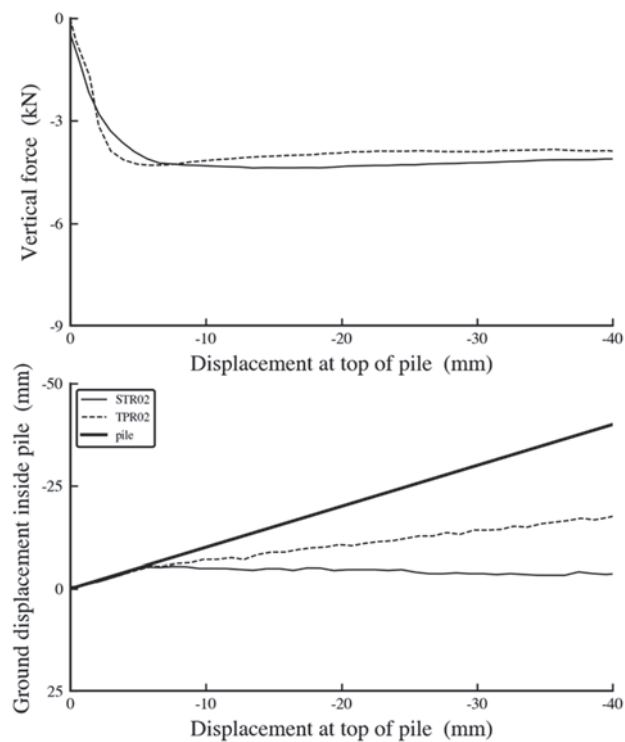 0
-3
-6
-9
Vertical force (kN)
0 -10 -20 -30 -40
Displacement at top of pile (mm)
-50
-25
0
25
Ground displacement inside pile (mm)
STR02
TPR02
pile
0 -10 -20 -30 -40
Displacement at top of pile (mm)